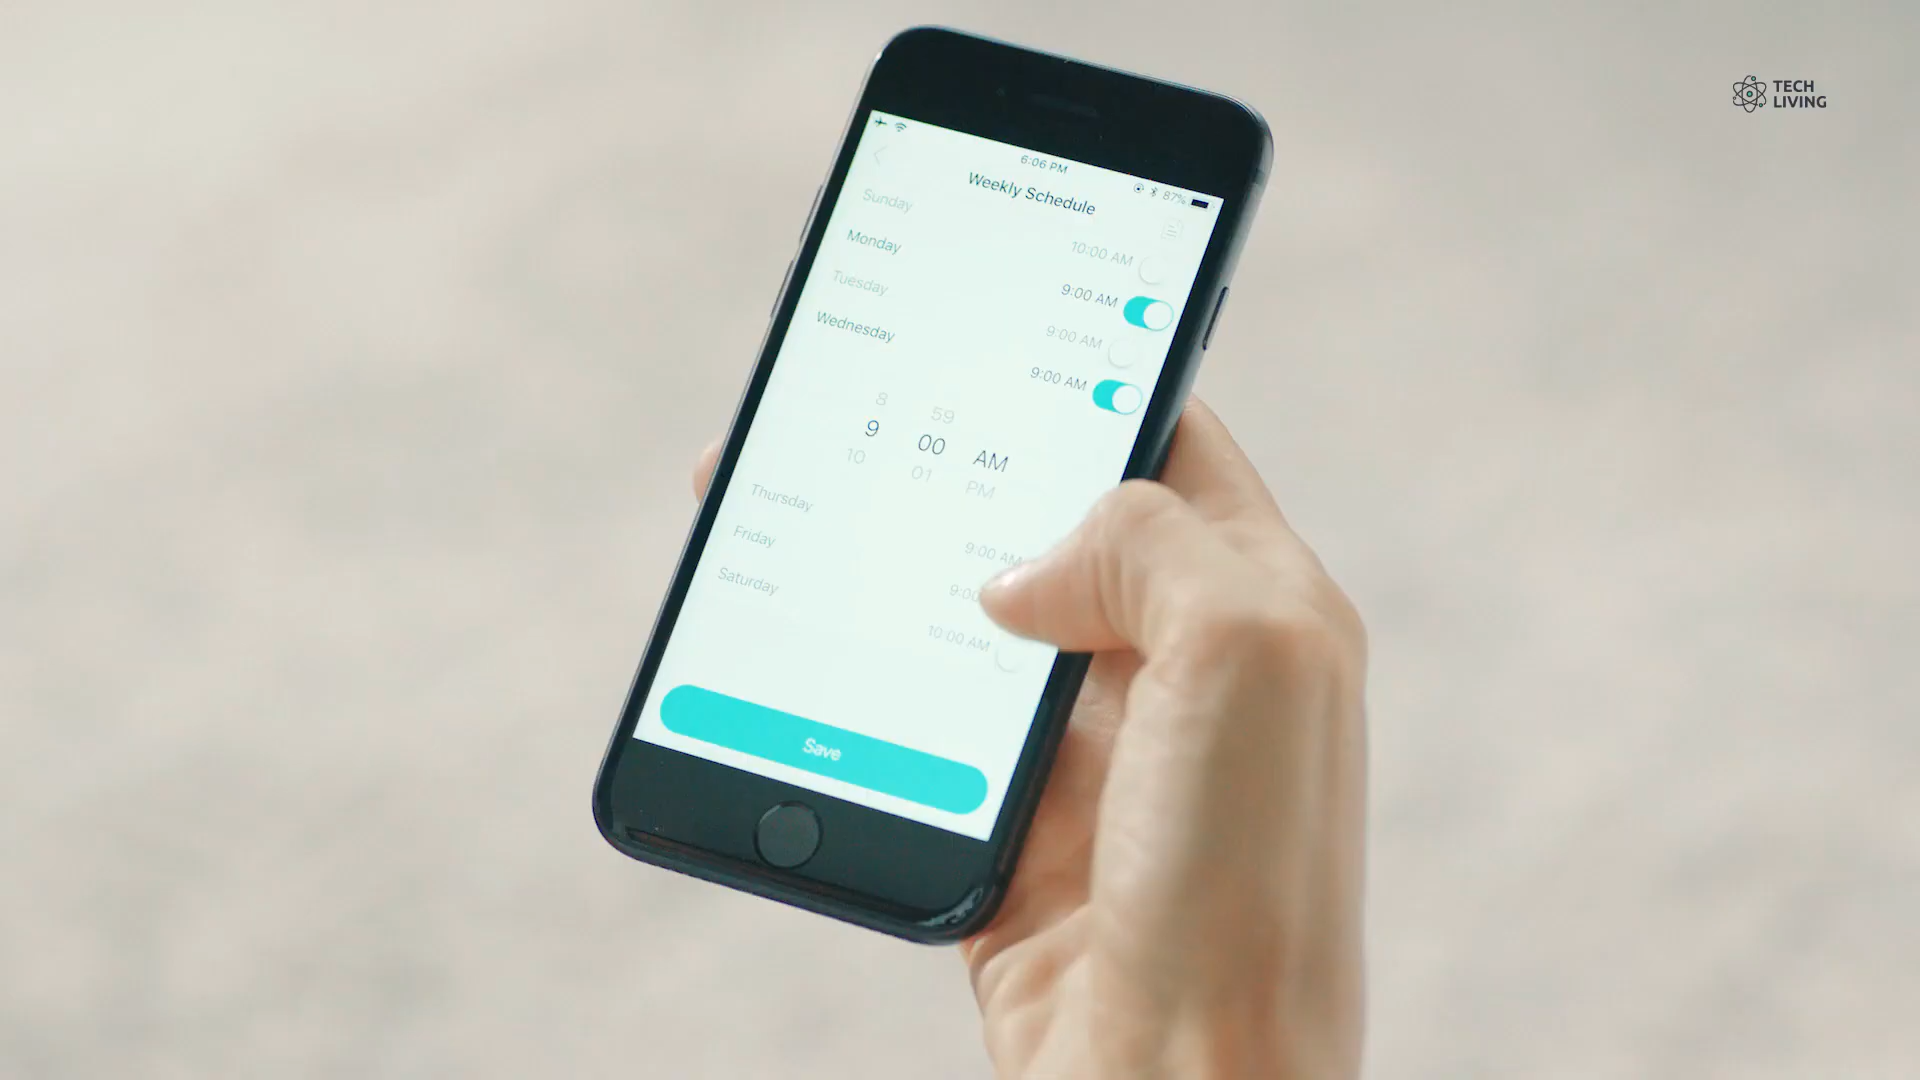 TECH
LIVING
6:06 PM
87%
Weekly Schedule
Sunday 10:00 AM
Monday 9:00 AM
Tuesday 9:00 AM
Wednesday 9:00 AM
8 59
9 00 AM
10 01 PM
Thursday 9:00 AM
Friday 9:00
Saturday 10:00 AM
Save